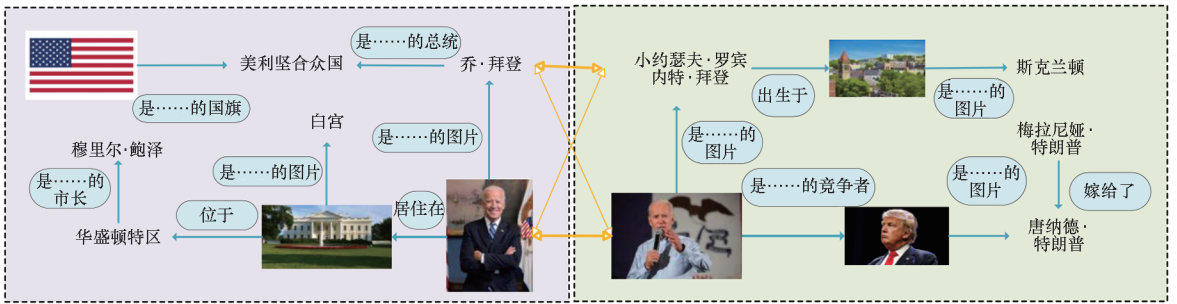 美利坚合众国
是……的总统
乔·拜登
是……的国旗
白宫
是……的图片
穆里尔·鲍泽
是……的图片
是……的
市长
位于
居住在
华盛顿特区
小约瑟夫·罗宾
内特·拜登
出生于
斯克兰顿
是……的
图片
是……的
图片
梅拉尼娅·
特朗普
是……的竞争者
是……的
图片
嫁给了
唐纳德·
特朗普